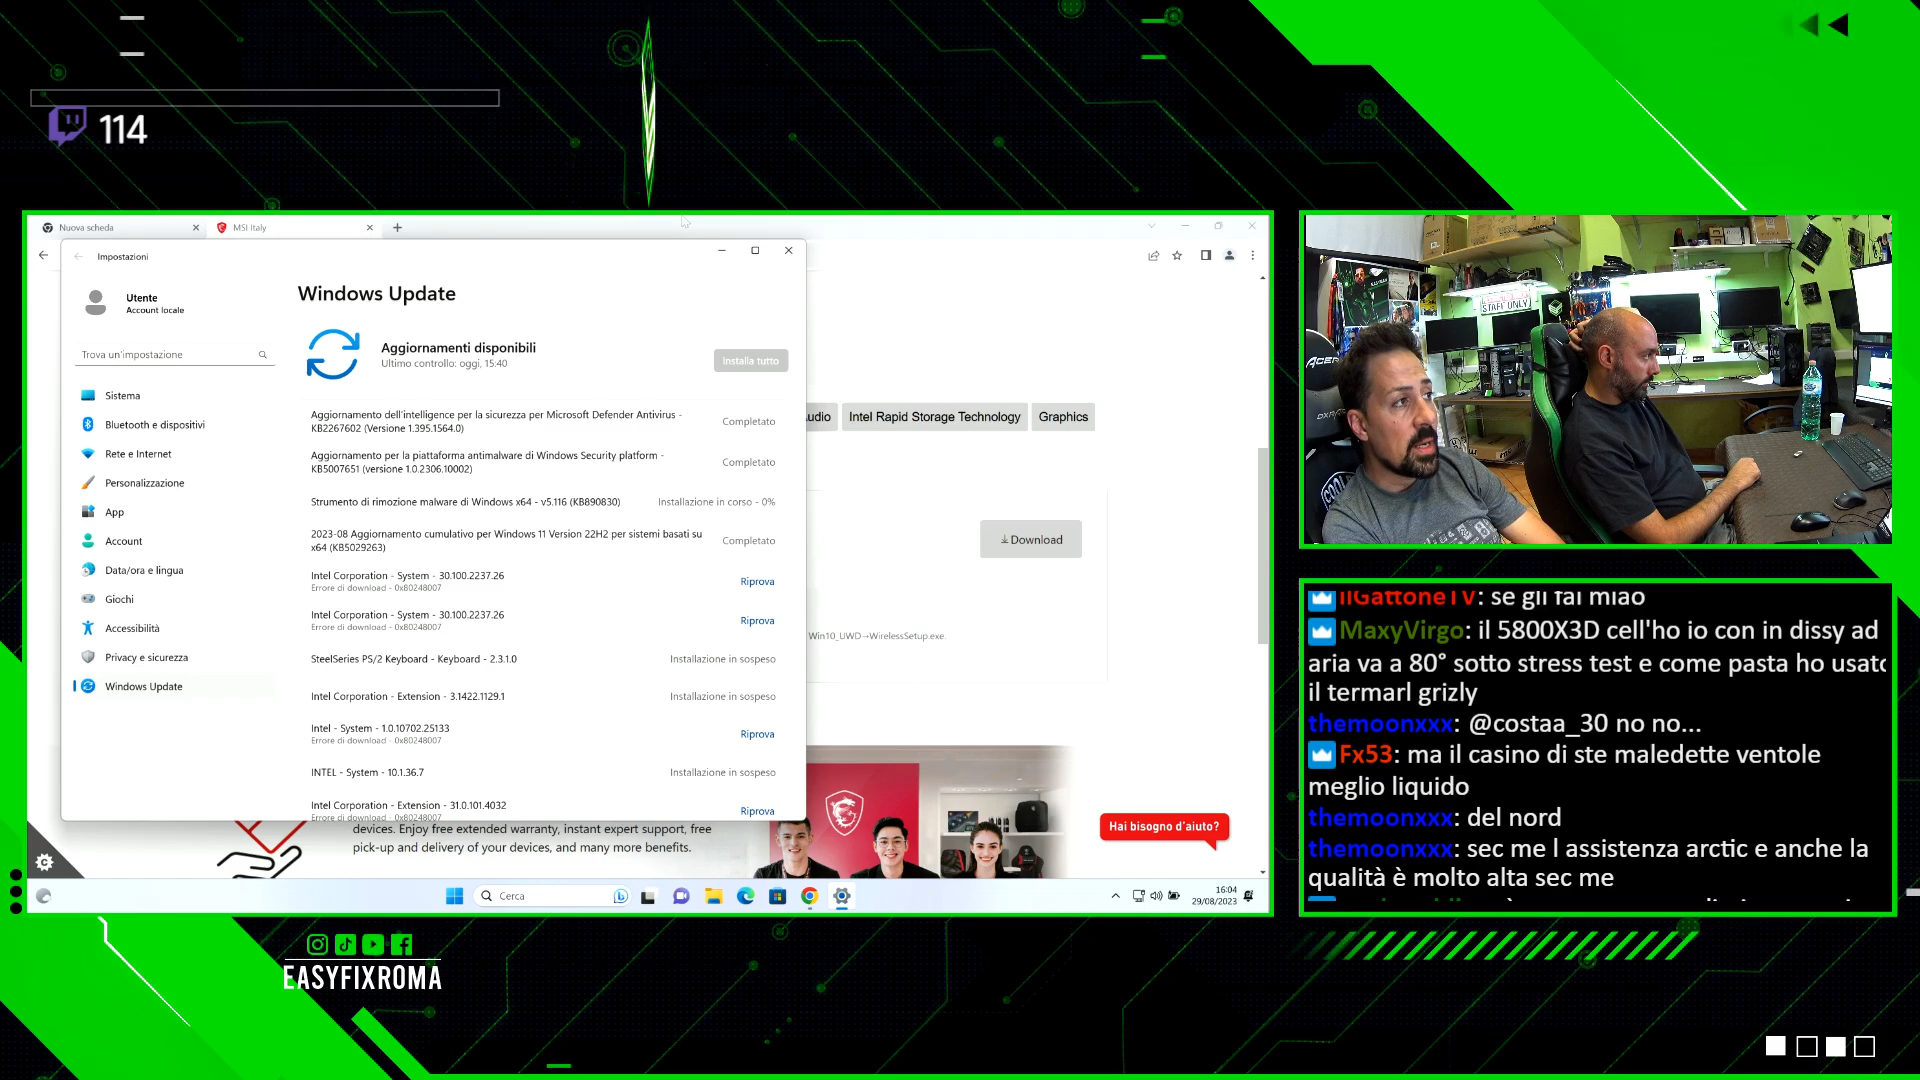 114
Nuova scheda
MSI Italy
Impostazioni
Utente
Account locale
Trova un'impostazione
Sistema
Bluetooth e dispositivi
Rete e Internet
Personalizzazione
App
Account
Data/ora e lingua
Giochi
Accessibilità
Privacy e sicurezza
Windows Update
Windows Update
Aggiornamenti disponibili
Ultimo controllo: oggi, 15:40
Installa tutto
Aggiornamento dell'intelligence per la sicurezza per Microsoft Defender Antivirus -
KB2267602 (Versione 1.395.1564.0)
Completato
Aggiornamento per la piattaforma antimalware di Windows Security platform -
KB5007651 (versione 1.0.2306.10002)
Completato
Strumento di rimozione malware di Windows x64 - v5.116 (KB890830)
Installazione in corso - 0%
2023-08 Aggiornamento cumulativo per Windows 11 Version 22H2 per sistemi basati su
x64 (KB5029263)
Completato
Intel Corporation - System - 30.100.2237.26
Errore di download - 0x80248007
Riprova
Intel Corporation - System - 30.100.2237.26
Errore di download - 0x80248007
Riprova
SteelSeries PS/2 Keyboard - Keyboard - 2.3.1.0
Installazione in sospeso
Intel Corporation - Extension - 3.1422.1129.1
Installazione in sospeso
Intel - System - 1.0.10702.25133
Errore di download - 0x80248007
Riprova
INTEL - System - 10.1.36.7
Installazione in sospeso
Intel Corporation - Extension - 31.0.101.4032
Errore di download - 0x80248007
Riprova
udio
Intel Rapid Storage Technology
Graphics
Download
Win10_UWD→WirelessSetup.exe.
devices. Enjoy free extended warranty, instant expert support, free
pick-up and delivery of your devices, and many more benefits.
Hai bisogno d'aiuto?
Cerca
16:04
29/08/2023
STAFF ONLY
ACER
DXRACER
COOL
IlGattoneTV: se gli fai miao
MaxyVirgo: il 5800X3D cell'ho io con in dissy ad
aria va a 80° sotto stress test e come pasta ho usato
il termarl grizly
themoonxxx: @costaa_30 no no...
Fx53: ma il casino di ste maledette ventole
meglio liquido
themoonxxx: del nord
themoonxxx: sec me l assistenza arctic e anche la
qualità è molto alta sec me
EASYFIXROMA